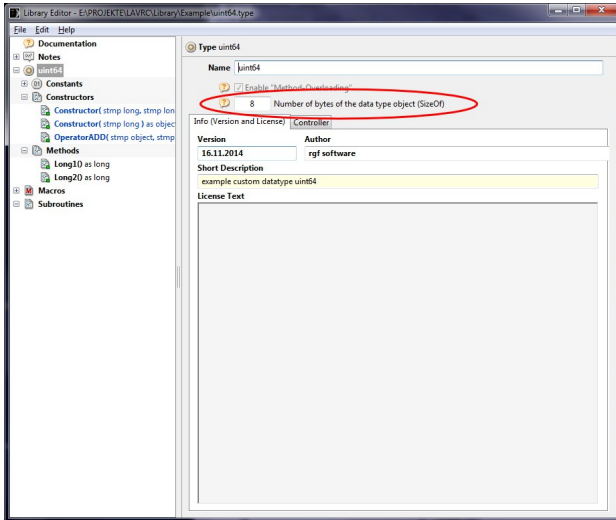 Library Editor - E:\PROJEKTE\LAVRC\Library\Example\uint64.type
File Edit Help
Documentation
Notes
uint64
Constants
Constructors
Constructor( stmp long, stmp lon
Constructor( stmp long ) as objec
OperatorADD( stmp object, stmp
Methods
Long1() as long
Long2() as long
Macros
Subroutines
Type uint64
Name uint64
Enable "Method-Overloading"
8 Number of bytes of the data type object (SizeOf)
Info (Version and License) Controller
Version Author
16.11.2014 rgf software
Short Description
example custom datatype uint64
License Text